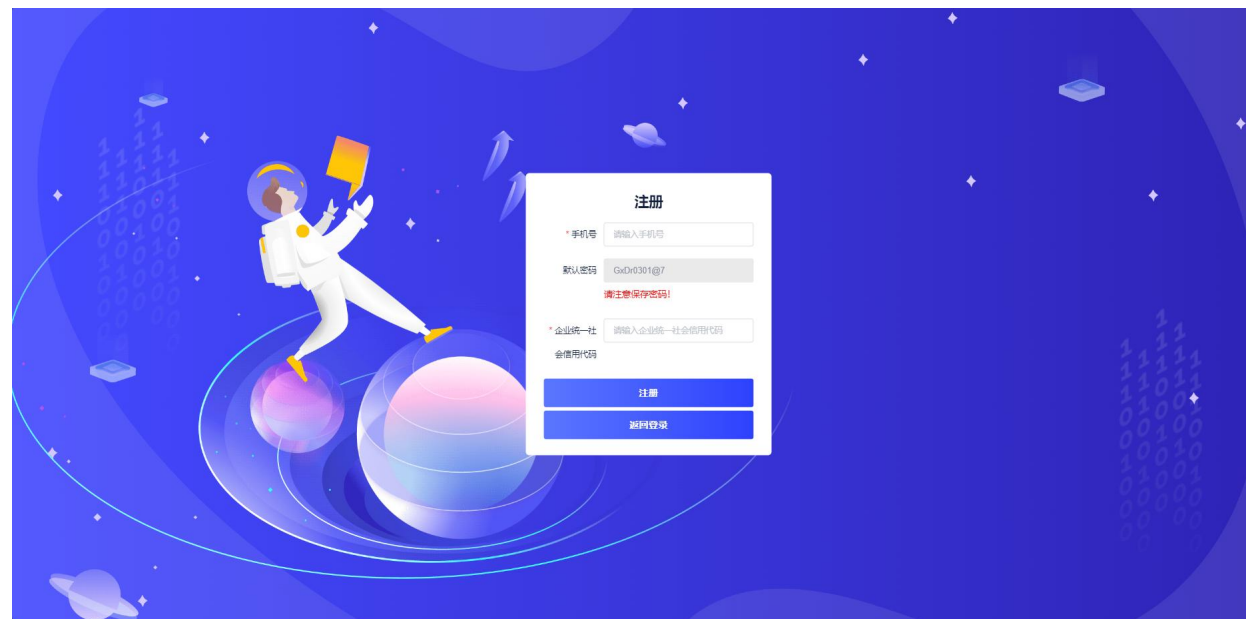 注册
*手机号 请输入手机号
默认密码 GxDr0301@7
请注意保存密码!
*企业统一社 请输入企业统一社会信用代码
会信用代码
注册
返回登录